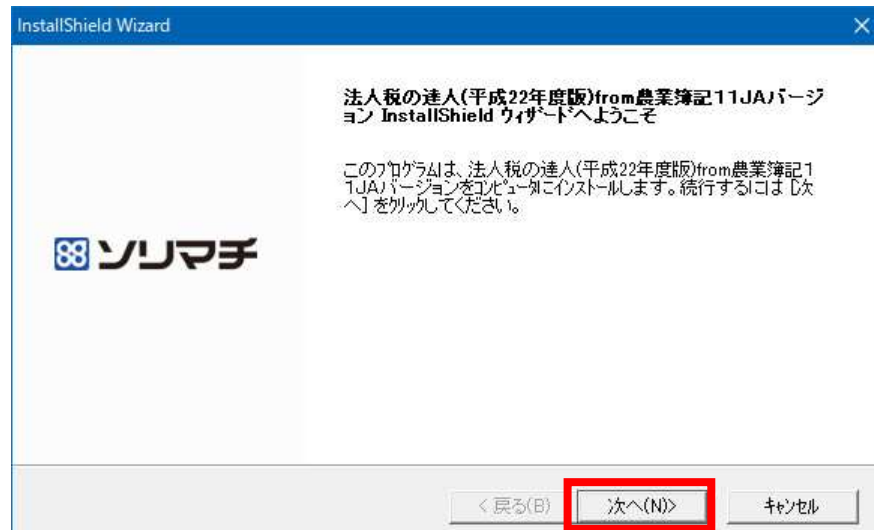 InstallShield Wizard
法人税の達人(平成22年度版)from農業簿記11JAバージ
ョン InstallShield ウィザードへようこそ
このプログラムは、法人税の達人(平成22年度版)from農業簿記1
1JAバージョンをコンピュータにインストールします。続行するには [次
へ] をクリックしてください。
ソリマチ
< 戻る(B)
次へ(N)>
キャンセル